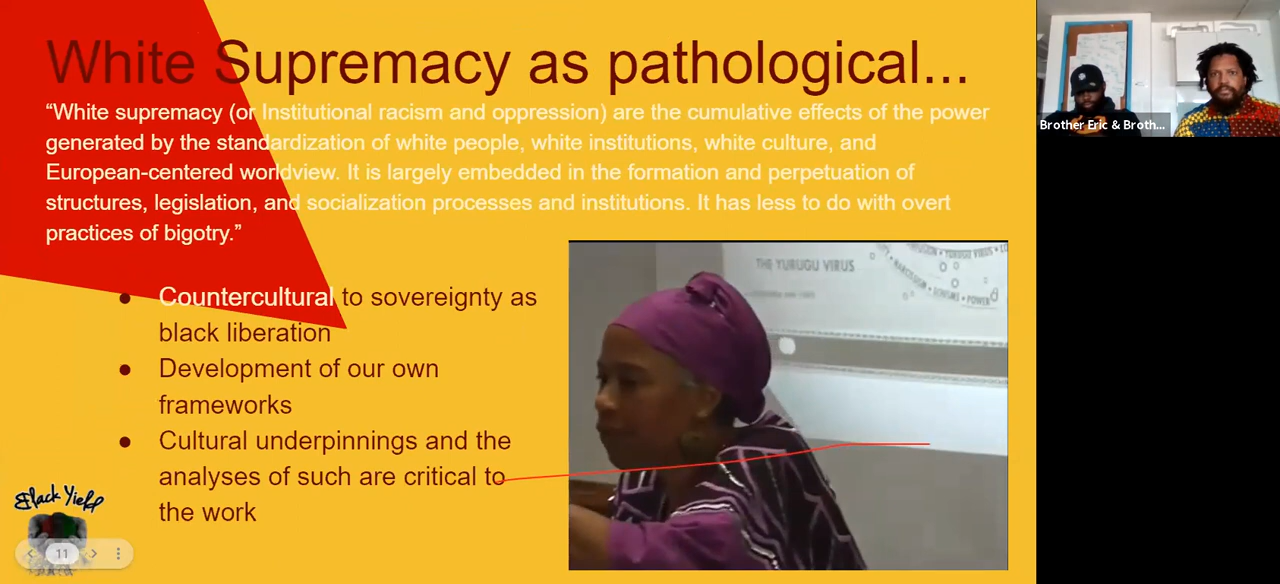 White Supremacy as pathological...
“White supremacy (or Institutional racism and oppression) are the cumulative effects of the power
generated by the standardization of white people, white institutions, white culture, and
European-centered worldview. It is largely embedded in the formation and perpetuation of
structures, legislation, and socialization processes and institutions. It has less to do with overt
practices of bigotry.”
● Countercultural to sovereignty as
black liberation
● Development of our own
frameworks
● Cultural underpinnings and the
analyses of such are critical to
the work
THE YURUGU VIRUS
POWER
Black Yield
11
Brother Eric & Broth...